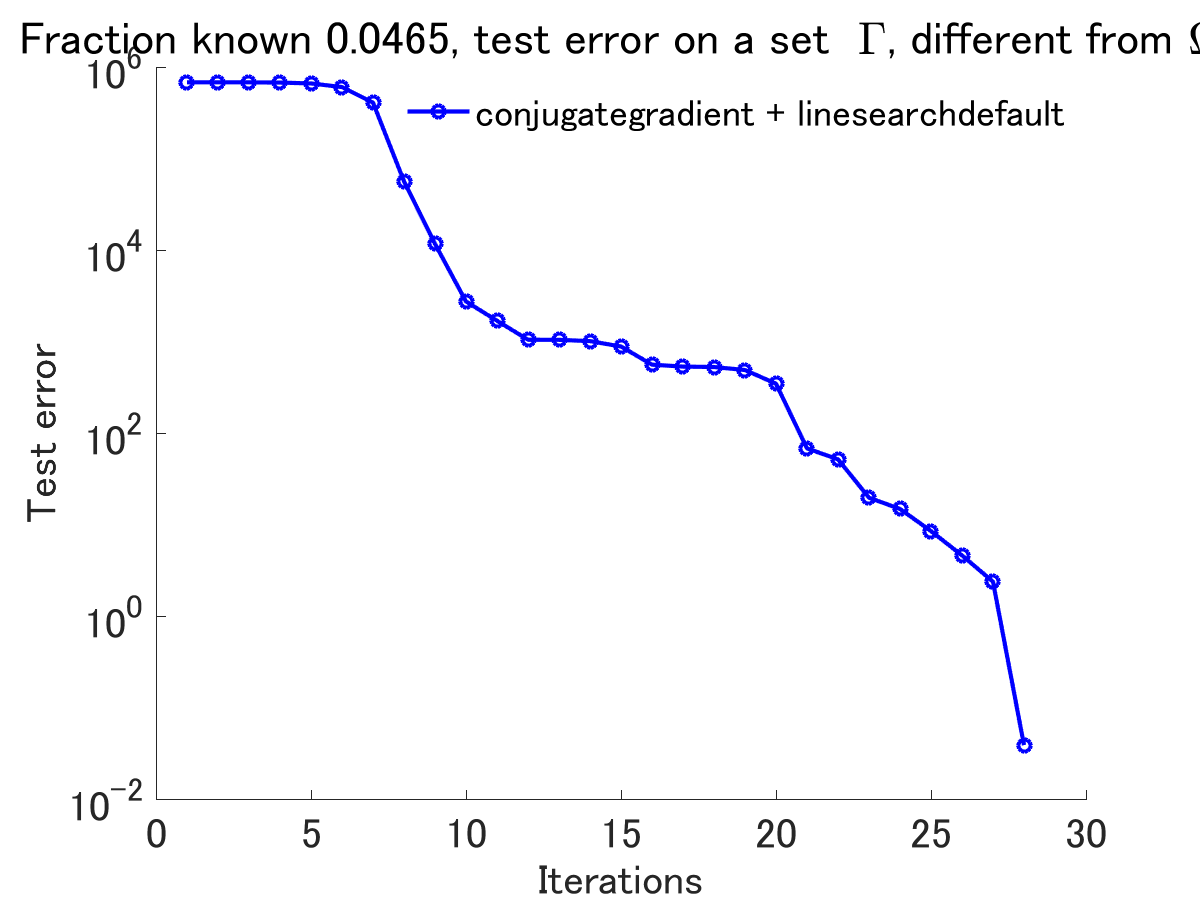 Fraction known 0.0465, test error on a set Γ, different from
10^6
conjugategradient + linesearchdefault
10^4
10^2
10^0
10^-2
Test error
0 5 10 15 20 25 30
Iterations